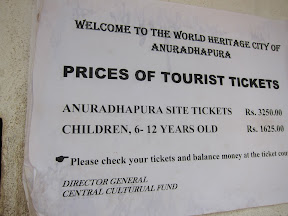 WELCOME TO THE WORLD HERITAGE CITY OF
ANURADHAPURA
PRICES OF TOURIST TICKETS
ANURADHAPURA SITE TICKETS Rs. 3250.00
CHILDREN, 6- 12 YEARS OLD Rs. 1625.00
☛ Please check your tickets and balance money at the ticket coun
DIRECTOR GENERAL
CENTRAL CULTURUAL FUND